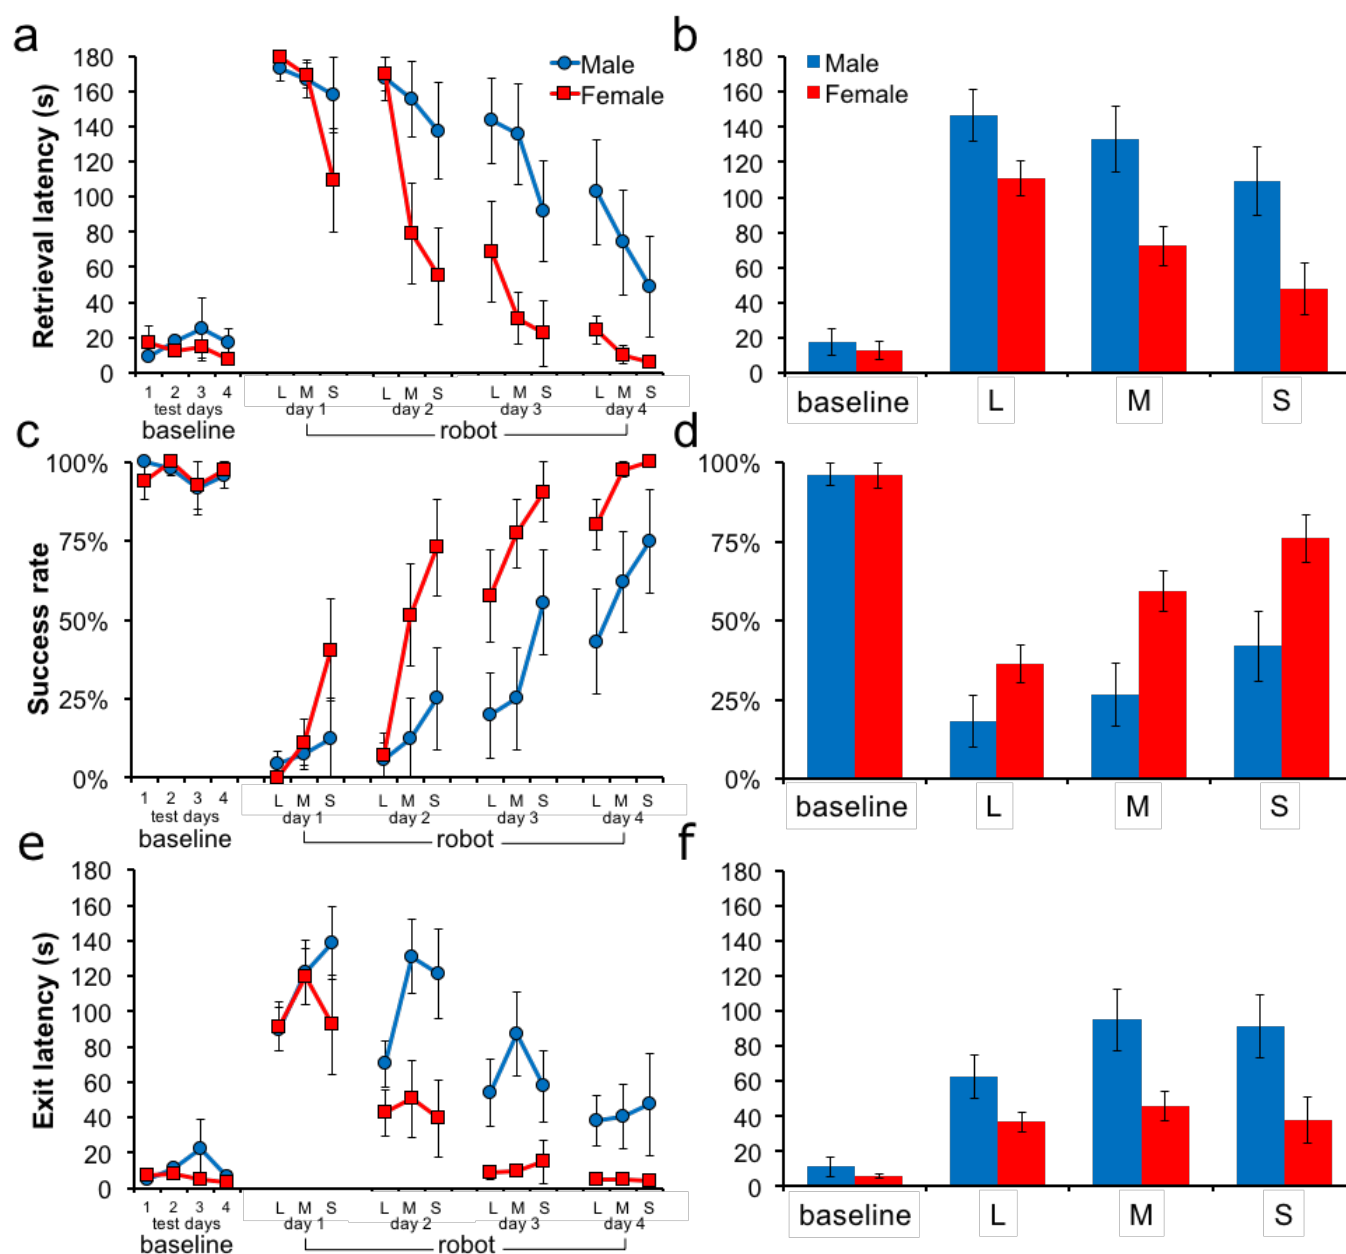 a
Retrieval latency (s)
180
160
140
120
100
80
60
40
20
0
Male
Female
1 2 3 4
test days
baseline
L M S
day 1
L M S
day 2
L M S
day 3
L M S
day 4
robot
b
180
160
140
120
100
80
60
40
20
0
Male
Female
baseline
L
M
S
c
Success rate
100%
75%
50%
25%
0%
1 2 3 4
test days
baseline
L M S
day 1
L M S
day 2
L M S
day 3
L M S
day 4
robot
d
100%
75%
50%
25%
0%
baseline
L
M
S
e
Exit latency (s)
180
160
140
120
100
80
60
40
20
0
1 2 3 4
test days
baseline
L M S
day 1
L M S
day 2
L M S
day 3
L M S
day 4
robot
f
180
160
140
120
100
80
60
40
20
0
baseline
L
M
S